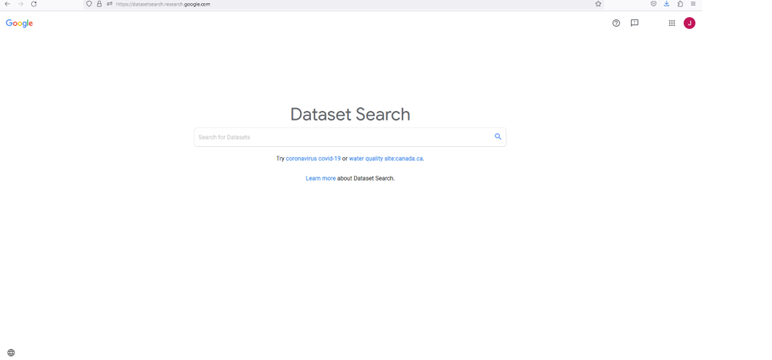 https://datasetsearch.research.google.com
Google
J
Dataset Search
Search for Datasets
Try coronavirus covid-19 or water quality site:canada.ca.
Learn more about Dataset Search.